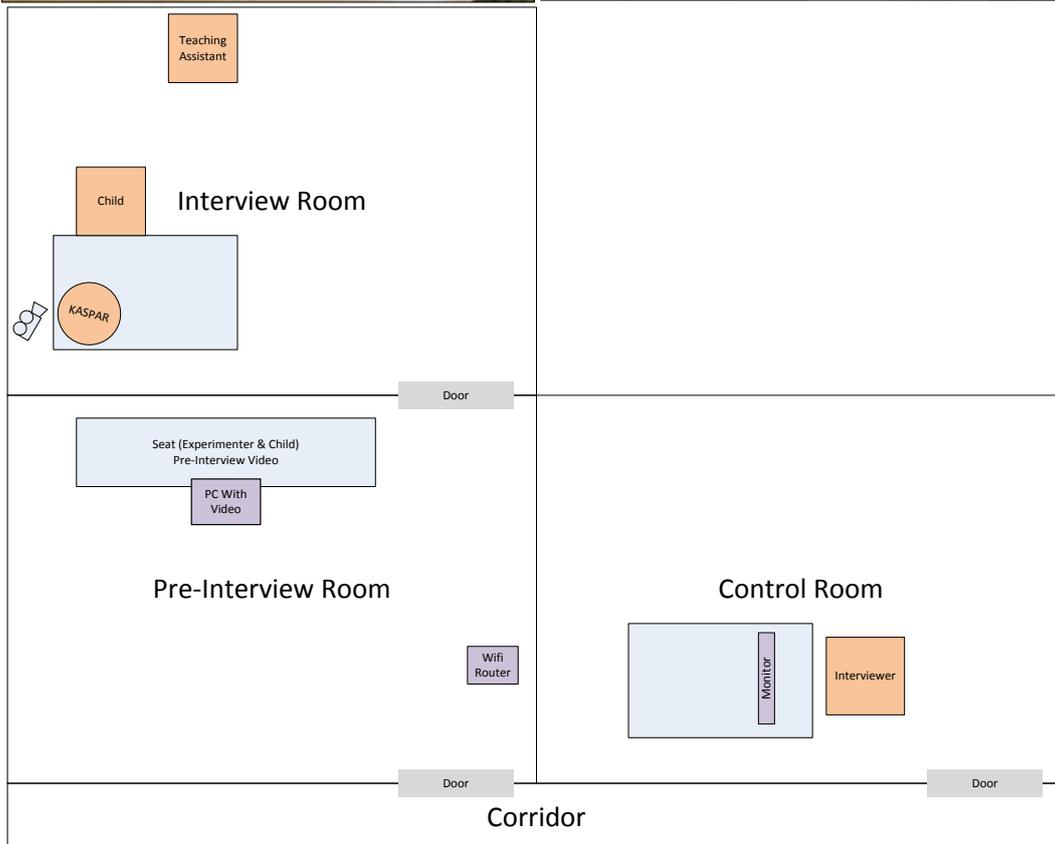 Teaching
Assistant
Child
Interview Room
KASPAR
Door
Seat (Experimenter & Child)
Pre-Interview Video
PC With
Video
Pre-Interview Room
Control Room
Wifi
Router
Monitor
Interviewer
Door
Door
Corridor